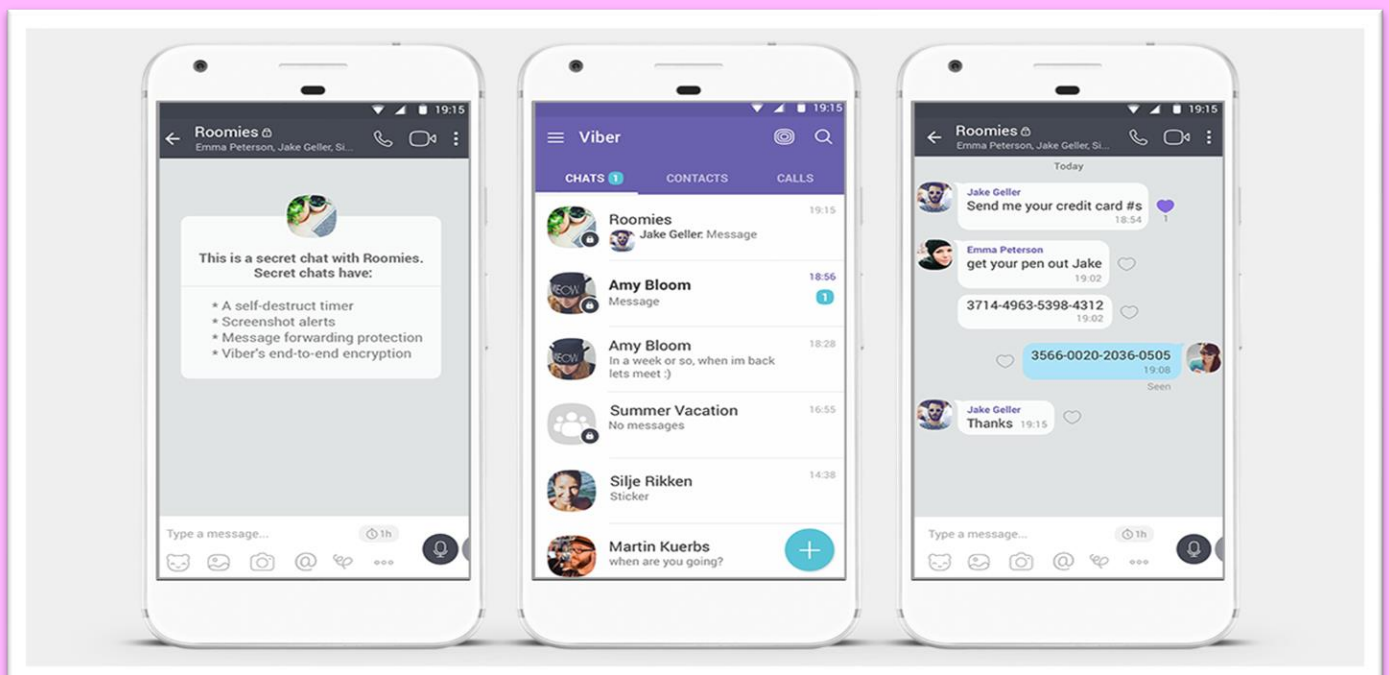 19:15
Roomies
Emma Peterson, Jake Geller, Si...
This is a secret chat with Roomies.
Secret chats have:
* A self-destruct timer
* Screenshot alerts
* Message forwarding protection
* Viber's end-to-end encryption
Type a message...
1h
19:15
Viber
CHATS 1
CONTACTS
CALLS
Roomies
19:15
Jake Geller: Message
Amy Bloom
18:56
Message
1
MEOW
Amy Bloom
18:28
In a week or so, when im back
lets meet :)
MEOW
Summer Vacation
16:55
No messages
Silje Rikken
14:38
Sticker
Martin Kuerbs
when are you going?
19:15
Roomies
Emma Peterson, Jake Geller, Si...
Today
Jake Geller
Send me your credit card #s
18:54
1
Emma Peterson
get your pen out Jake
19:02
3714-4963-5398-4312
19:02
3566-0020-2036-0505
19:08
Seen
Jake Geller
Thanks 19:15
Type a message...
1h